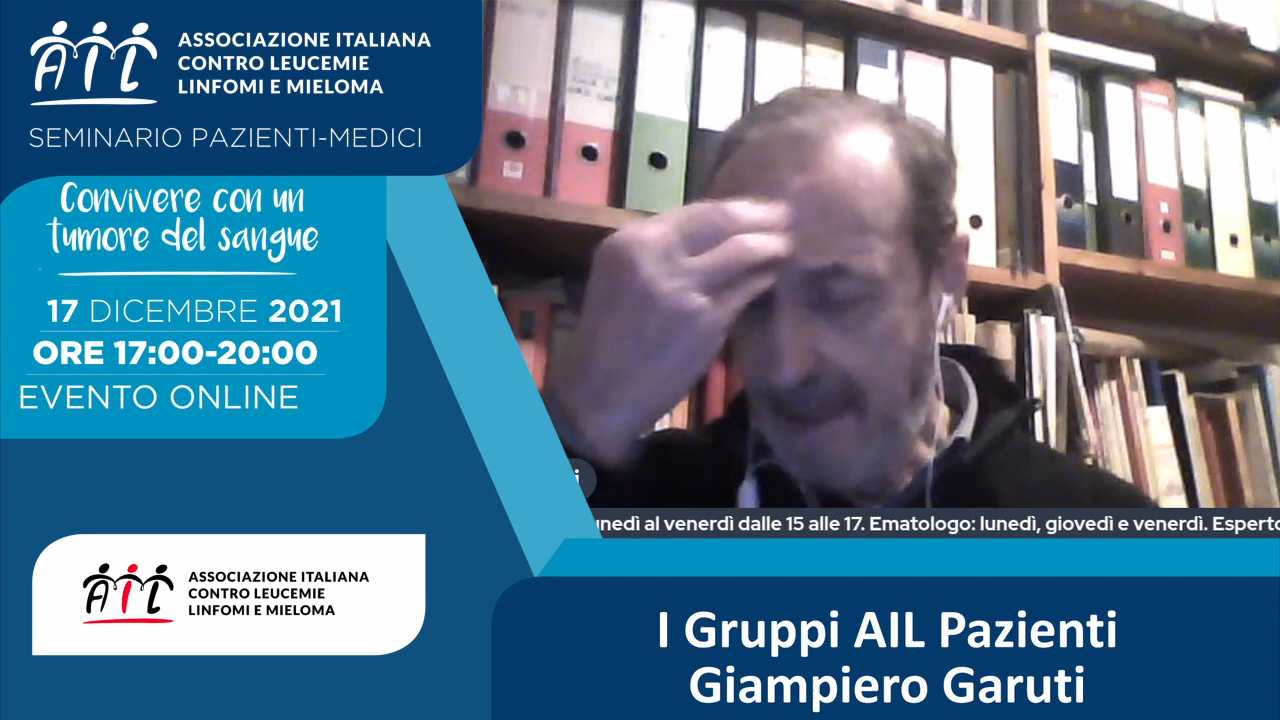 AIL
ASSOCIAZIONE ITALIANA
CONTRO LEUCEMIE
LINFOMI E MIELOMA
SEMINARIO PAZIENTI-MEDICI
Convivere con un
tumore del sangue
17 DICEMBRE 2021
ORE 17:00-20:00
EVENTO ONLINE
AIL
ASSOCIAZIONE ITALIANA
CONTRO LEUCEMIE
LINFOMI E MIELOMA
i
unedì al venerdì dalle 15 alle 17. Ematologo: lunedì, giovedì e venerdì. Esperto
I Gruppi AIL Pazienti
Giampiero Garuti